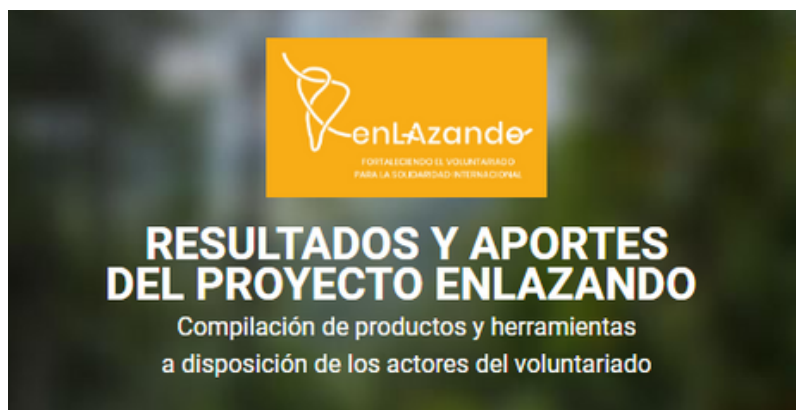 enLAzando
FORTALECIENDO EL VOLUNTARIADO
PARA LA SOLIDARIDAD INTERNACIONAL
RESULTADOS Y APORTES
DEL PROYECTO ENLAZANDO
Compilación de productos y herramientas
a disposición de los actores del voluntariado